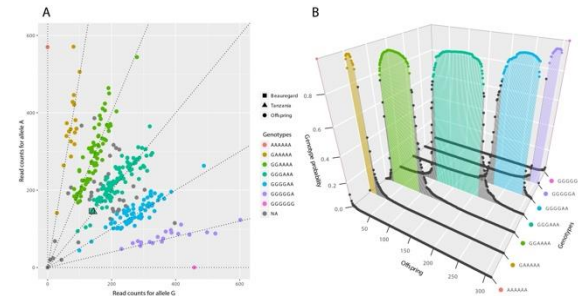 A
Read counts for allele A
600
400
200
0
0
200
400
600
Read counts for allele G
Beauregard
Tanzania
Offspring
Genotypes
AAAAAA
GAAAAA
GGAAAA
GGGAAA
GGGGAA
GGGGGA
GGGGGG
NA
B
Genotype probability
0.8
0.6
0.4
0.2
0.0
50
100
150
200
250
300
Offspring
Genotypes
GGGGGG
GGGGGA
GGGGAA
GGGAAA
GGAAAA
GAAAAA
AAAAAA